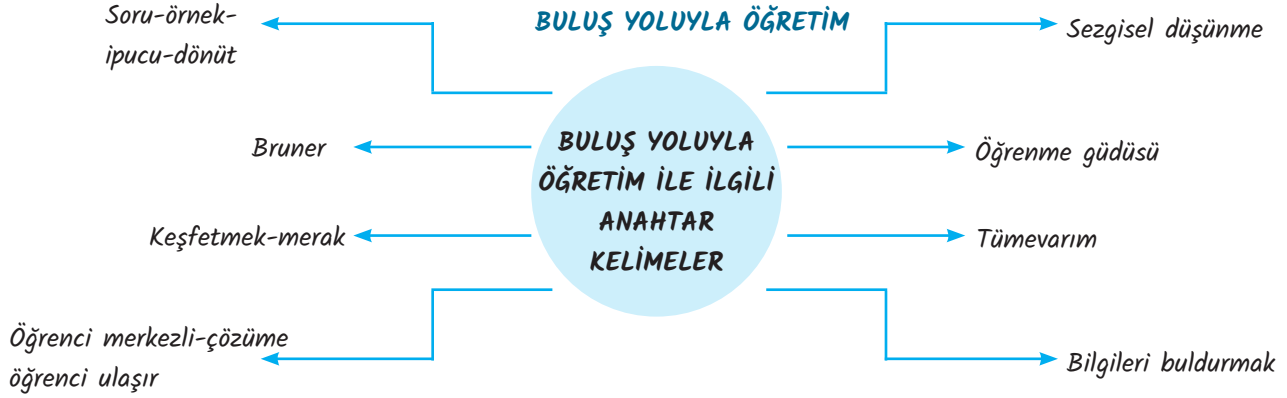 BULUŞ YOLUYLA ÖĞRETİM
Soru-örnek-
ipucu-dönüt
Bruner
Keşfetmek-merak
Öğrenci merkezli-çözüme
öğrenci ulaşır
BULUŞ YOLUYLA
ÖĞRETİM İLE İLGİLİ
ANAHTAR
KELİMELER
Sezgisel düşünme
Öğrenme güdüsü
Tümevarım
Bilgileri buldurmak